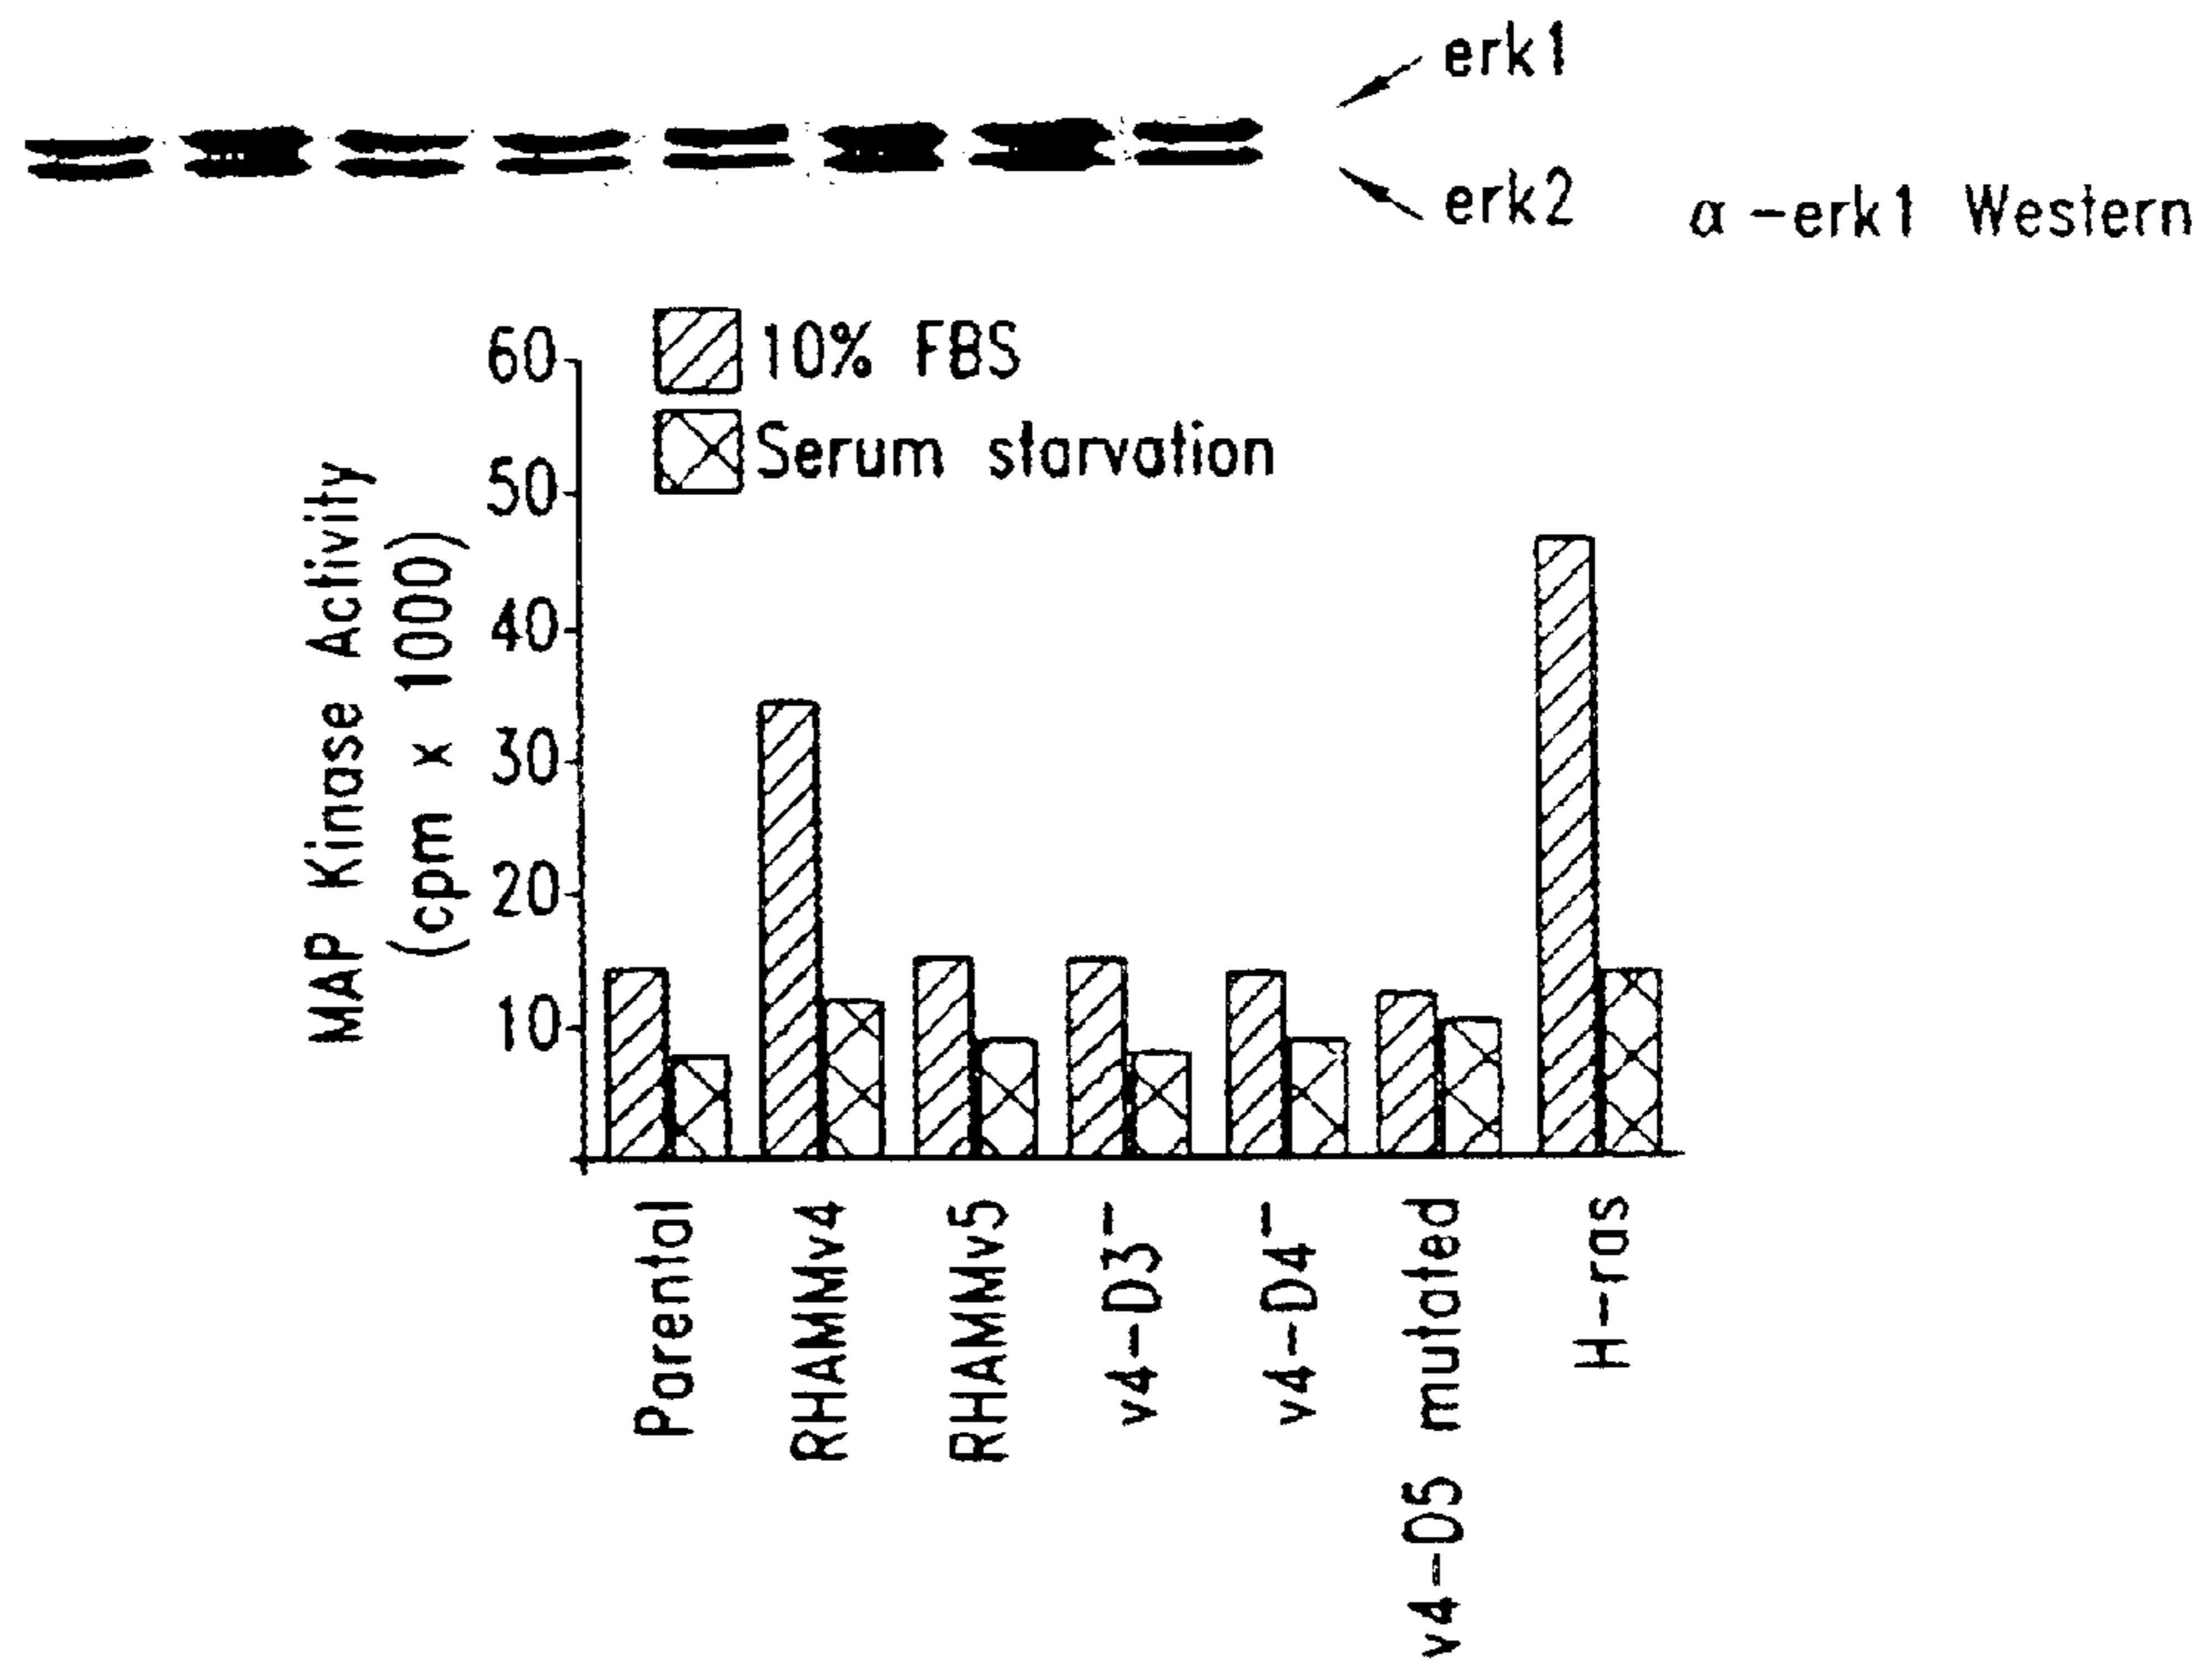 erk1
erk2
α-erk1 Western
10% FBS
Serum starvation
MAP Kinase Activity
(cpm x 1000)
60
50
40
30
20
10
Parental
RHAMMv4
RHAMMv5
v4-D3⁻
v4-D4⁻
v4-D5 mutated
H-ras